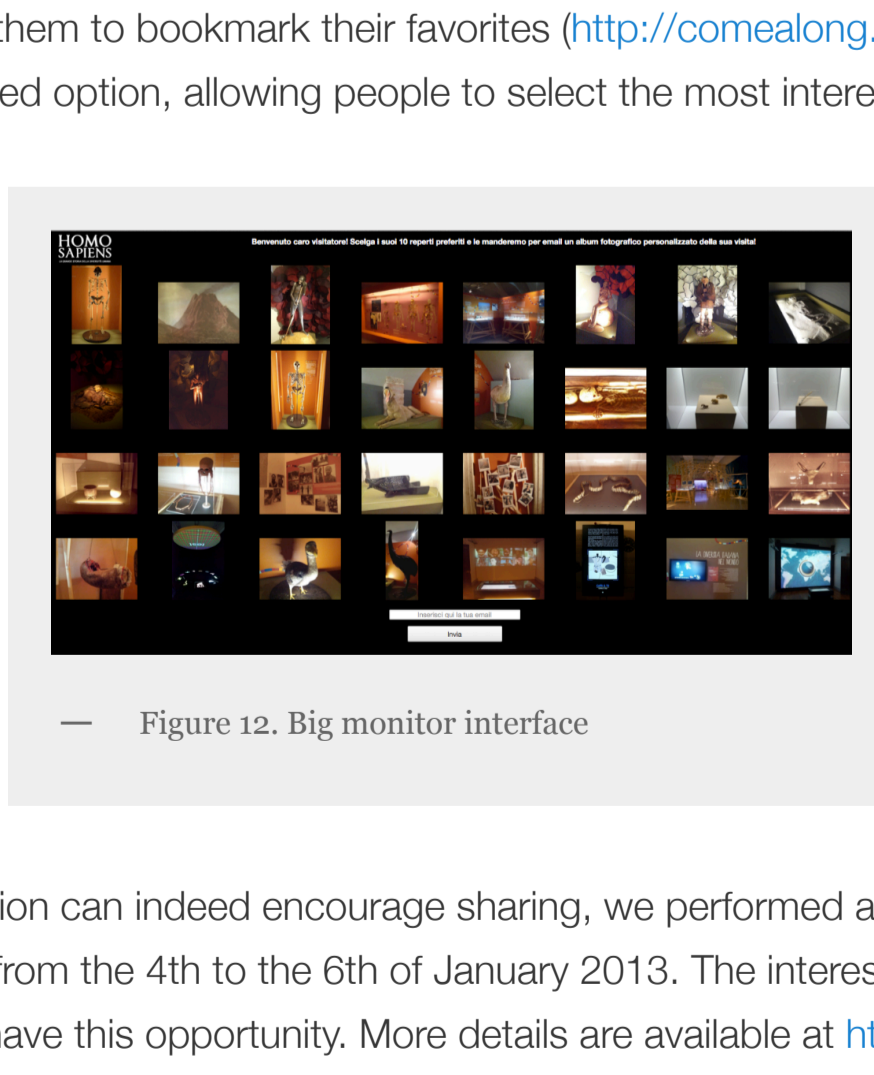 them to bookmark their favorites (http://comealong.
ed option, allowing people to select the most intere
HOMO
SAPIENS
Benvenuto caro visitatore! Scelga i suoi 10 reperti preferiti e le manderemo per email un album fotografico personalizzato della sua visita!
Inserisci qui la tua email
Invia
— Figure 12. Big monitor interface
ion can indeed encourage sharing, we performed a
from the 4th to the 6th of January 2013. The interes
have this opportunity. More details are available at ht